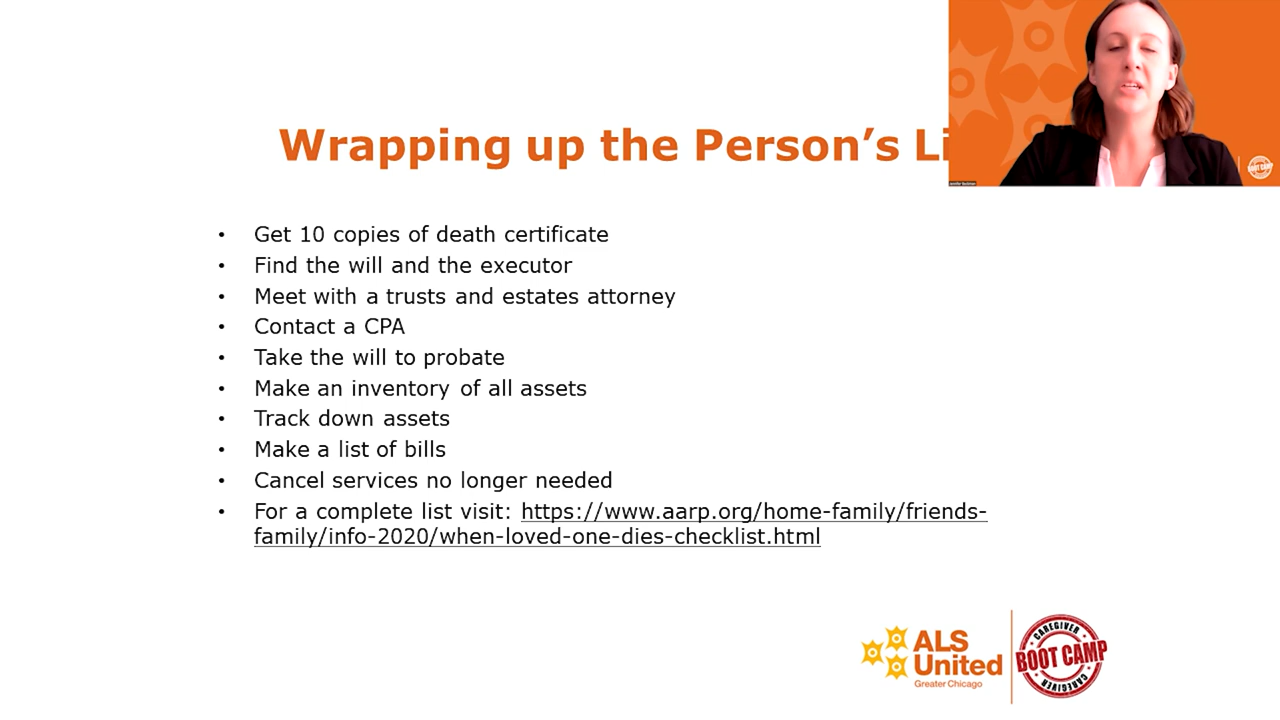 Wrapping up the Person's Li
• Get 10 copies of death certificate
• Find the will and the executor
• Meet with a trusts and estates attorney
• Contact a CPA
• Take the will to probate
• Make an inventory of all assets
• Track down assets
• Make a list of bills
• Cancel services no longer needed
• For a complete list visit: https://www.aarp.org/home-family/friends-
family/info-2020/when-loved-one-dies-checklist.html
ALS
United
Greater Chicago
CAREGIVER
BOOT CAMP
CAREGIVER
BOOT CAMP